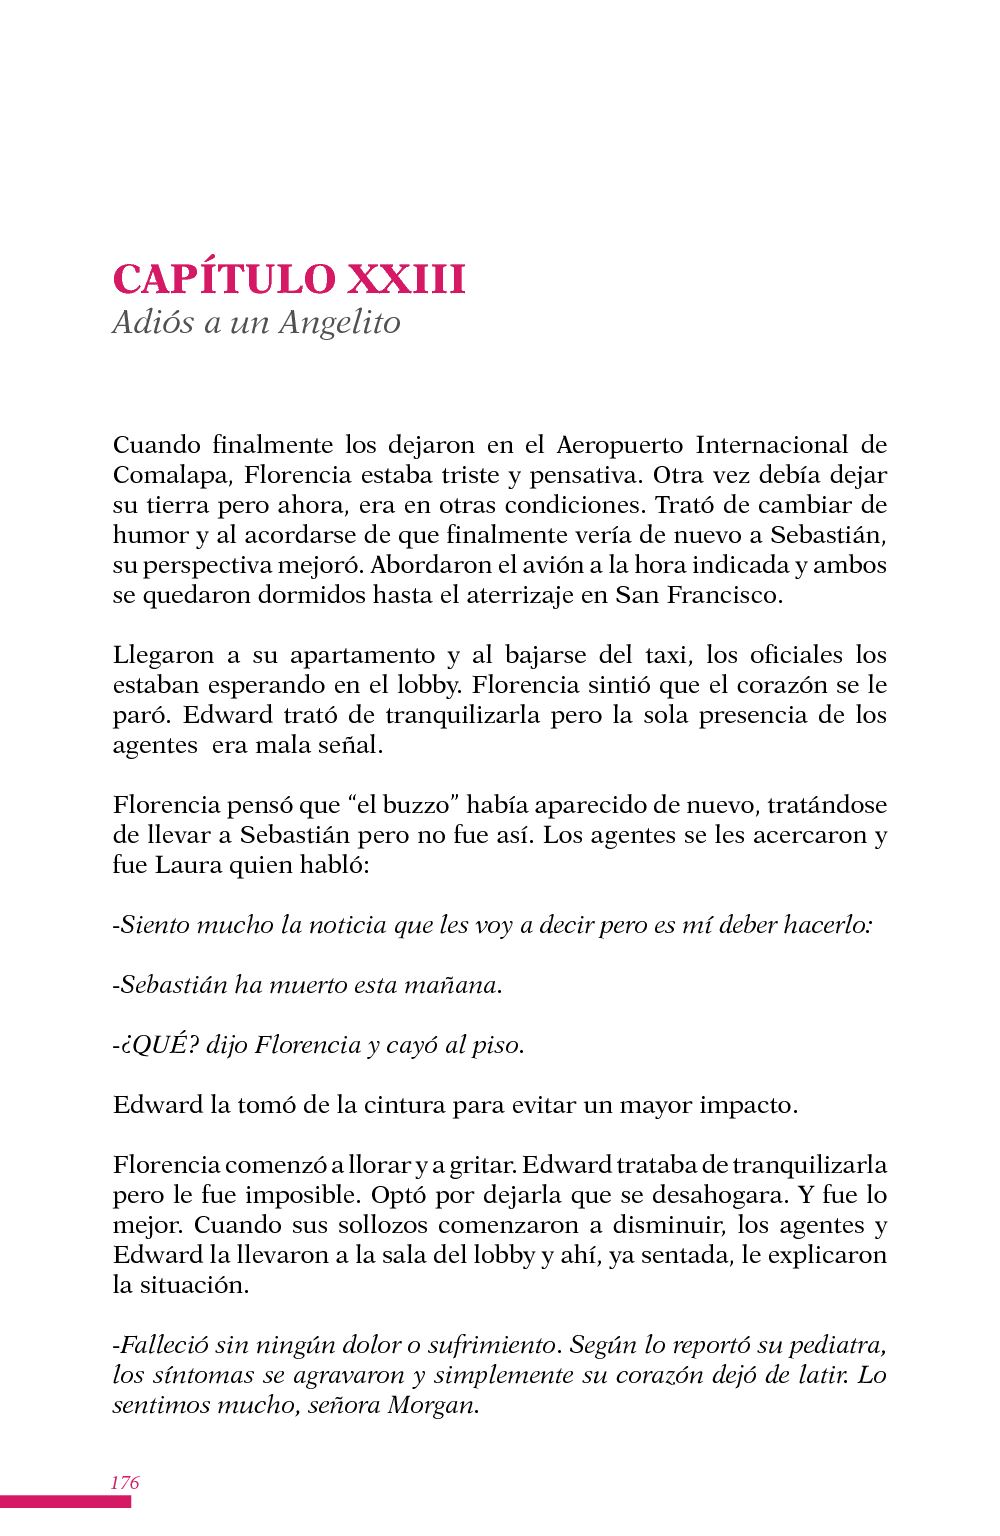 CAPÍTULO XXIII
Adiós a un Angelito
Cuando finalmente los dejaron en el Aeropuerto Internacional de
Comalapa, Florencia estaba triste y pensativa. Otra vez debía dejar
su tierra pero ahora, era en otras condiciones. Trató de cambiar de
humor y al acordarse de que finalmente vería de nuevo a Sebastián,
su perspectiva mejoró. Abordaron el avión a la hora indicada y ambos
se quedaron dormidos hasta el aterrizaje en San Francisco.
Llegaron a su apartamento y al bajarse del taxi, los oficiales los
estaban esperando en el lobby. Florencia sintió que el corazón se le
paró. Edward trató de tranquilizarla pero la sola presencia de los
agentes  era mala señal.
Florencia pensó que “el buzzo” había aparecido de nuevo, tratándose
de llevar a Sebastián pero no fue así. Los agentes se les acercaron y
fue Laura quien habló:
-Siento mucho la noticia que les voy a decir pero es mí deber hacerlo:
-Sebastián ha muerto esta mañana.
-¿QUÉ? dijo Florencia y cayó al piso.
Edward la tomó de la cintura para evitar un mayor impacto.
Florencia comenzó a llorar y a gritar. Edward trataba de tranquilizarla
pero le fue imposible. Optó por dejarla que se desahogara. Y fue lo
mejor. Cuando sus sollozos comenzaron a disminuir, los agentes y
Edward la llevaron a la sala del lobby y ahí, ya sentada, le explicaron
la situación.
-Falleció sin ningún dolor o sufrimiento. Según lo reportó su pediatra,
los síntomas se agravaron y simplemente su corazón dejó de latir. Lo
sentimos mucho, señora Morgan.
176